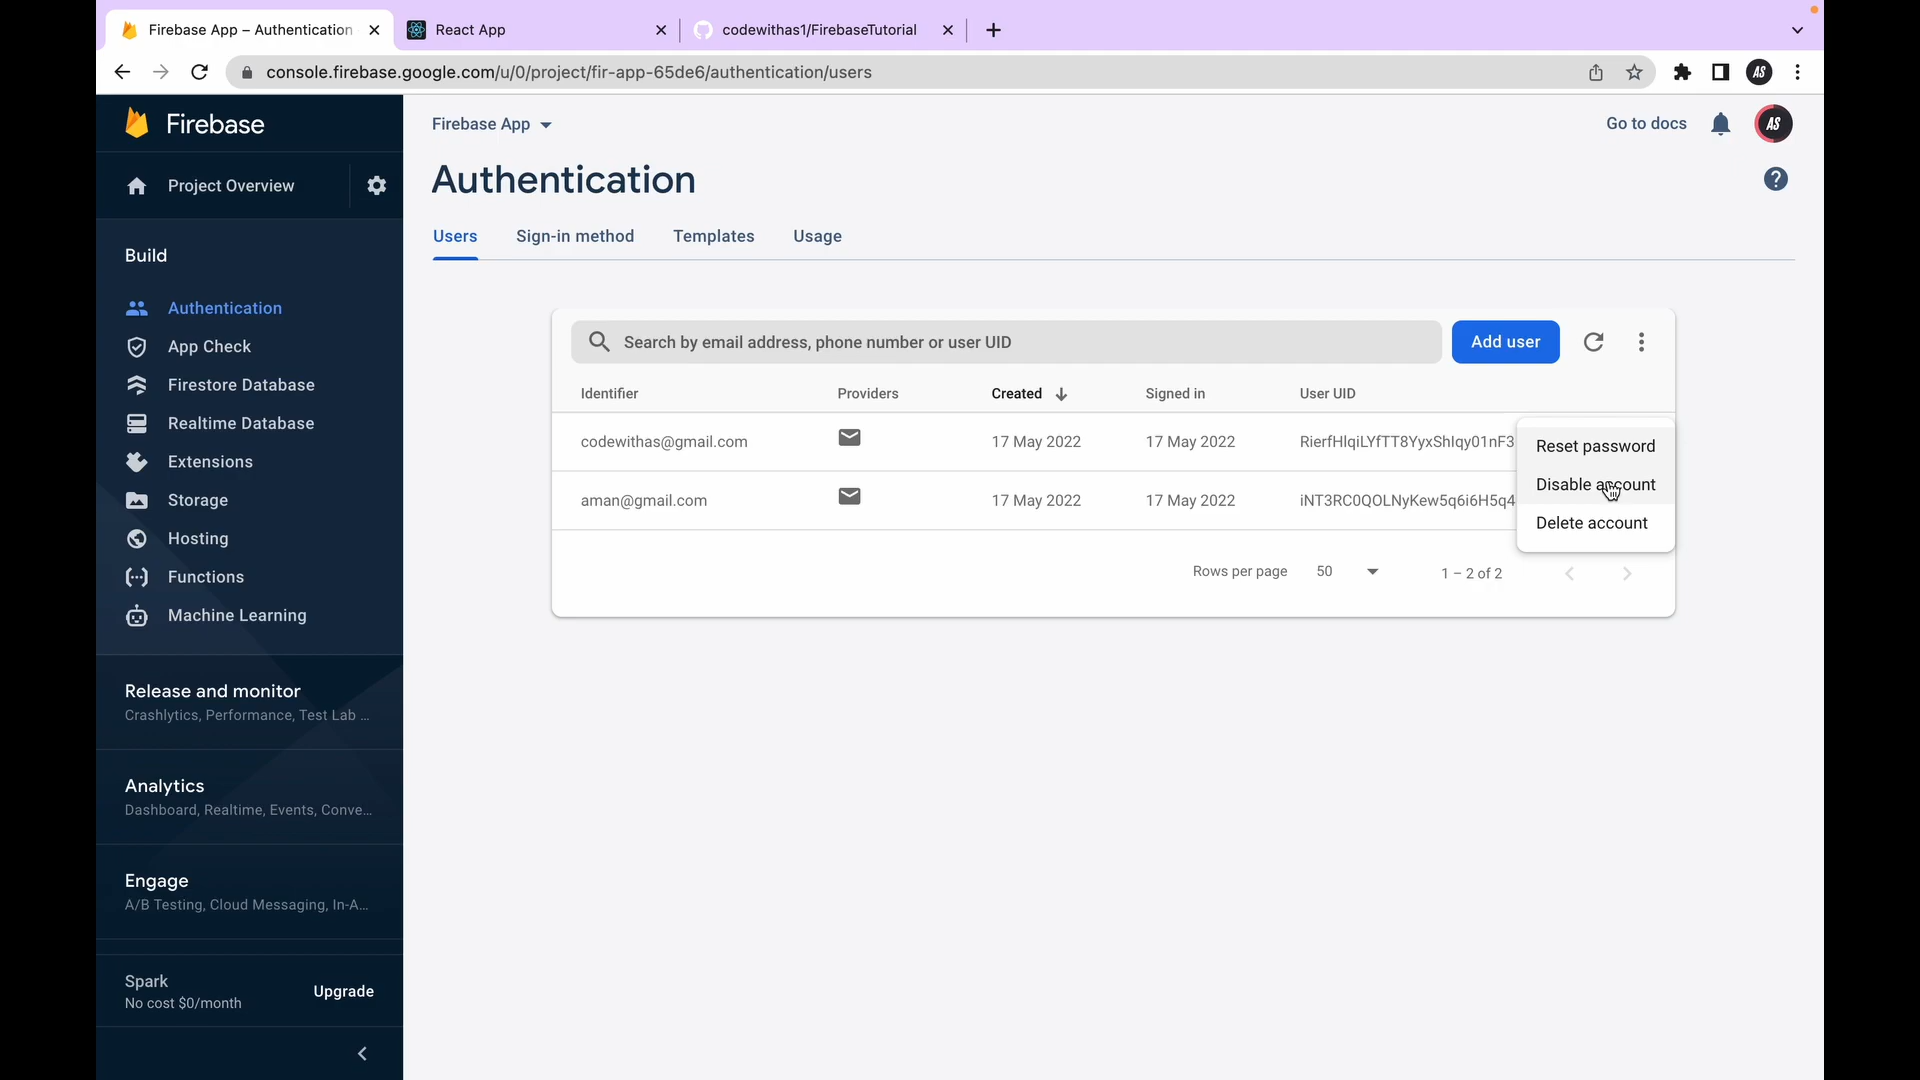 Firebase App – Authentication
React App
codewithas1/FirebaseTutorial
console.firebase.google.com/u/0/project/fir-app-65de6/authentication/users
AS
Firebase
Firebase App
Go to docs
AS
Project Overview
Authentication
Users Sign-in method Templates Usage
Build
Authentication
App Check
Firestore Database
Realtime Database
Extensions
Storage
Hosting
Functions
Machine Learning
Release and monitor
Crashlytics, Performance, Test Lab ...
Analytics
Dashboard, Realtime, Events, Conve...
Engage
A/B Testing, Cloud Messaging, In-A...
Spark
No cost $0/month
Upgrade
Search by email address, phone number or user UID
Add user
Identifier Providers Created Signed in User UID
codewithas@gmail.com 17 May 2022 17 May 2022
aman@gmail.com 17 May 2022 17 May 2022
Reset password
Disable account
Delete account
Rows per page 50 1 – 2 of 2